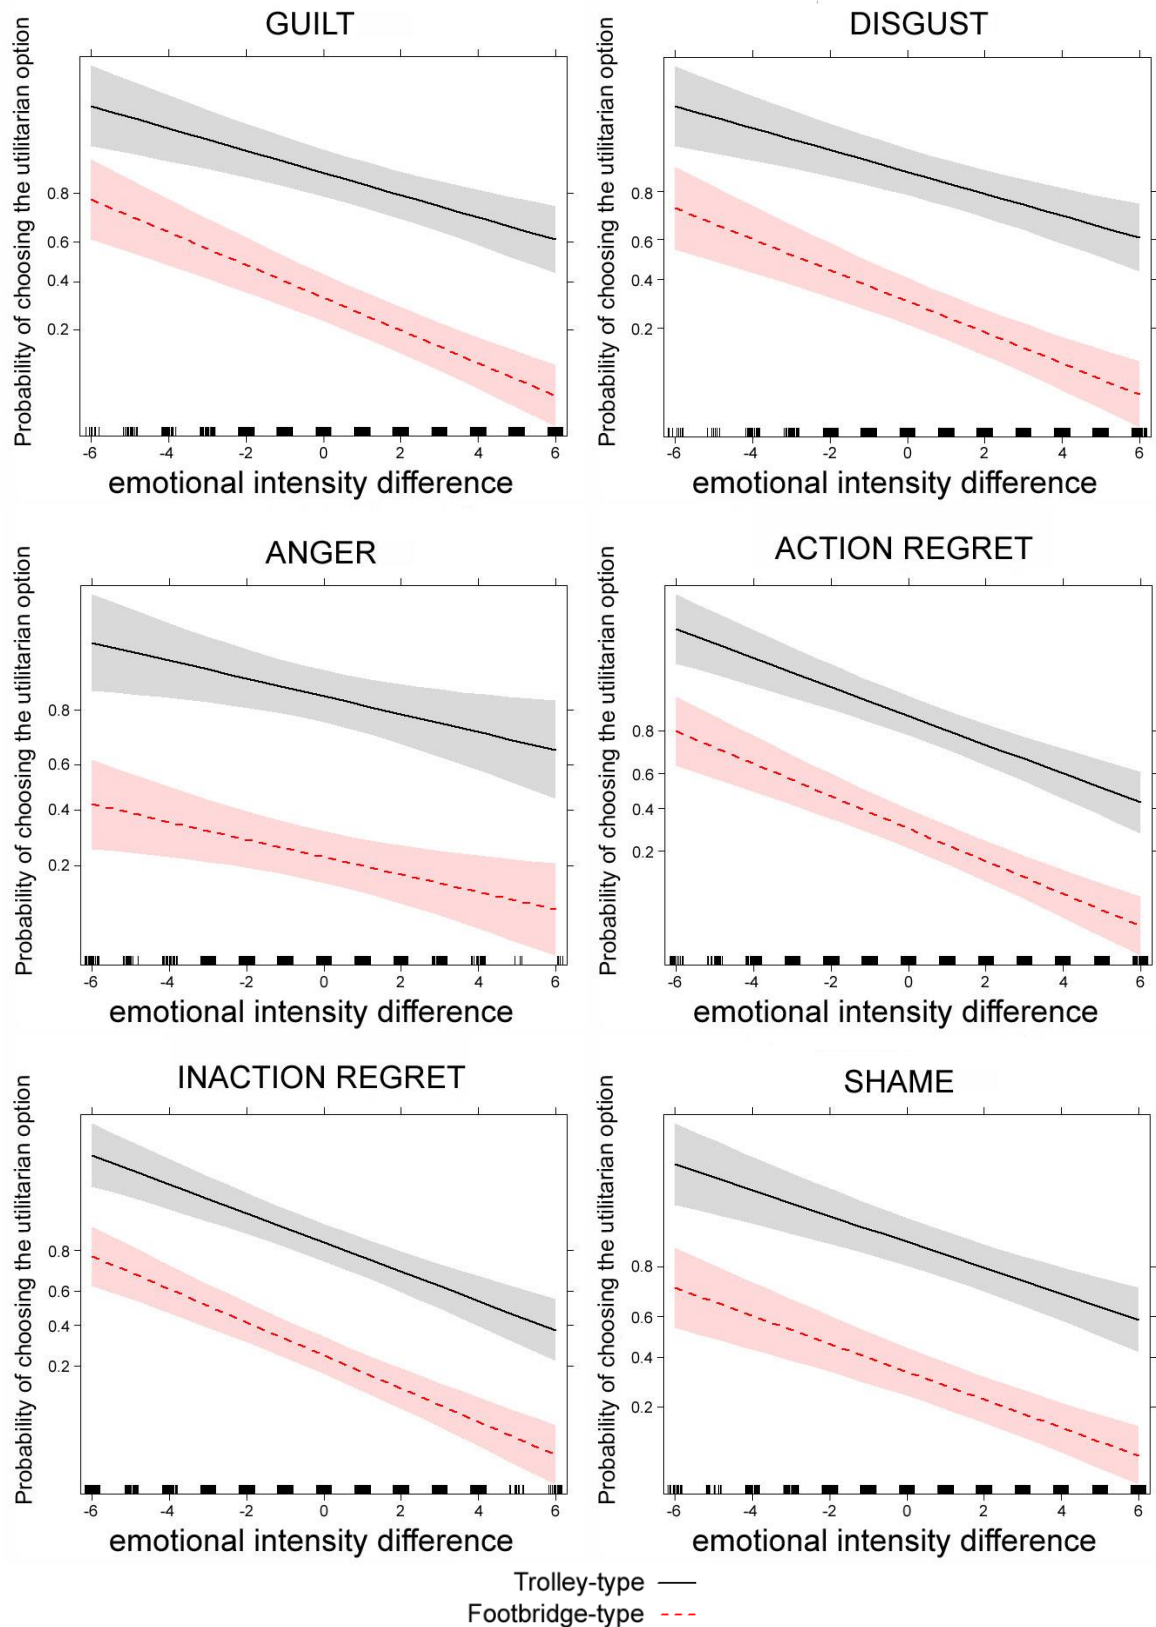 GUILT
Probability of choosing the utilitarian option
0.8
0.6
0.4
0.2
-6 -4 -2 0 2 4 6
emotional intensity difference
DISGUST
Probability of choosing the utilitarian option
0.8
0.6
0.4
0.2
-6 -4 -2 0 2 4 6
emotional intensity difference
ANGER
Probability of choosing the utilitarian option
0.8
0.6
0.4
0.2
-6 -4 -2 0 2 4 6
emotional intensity difference
ACTION REGRET
Probability of choosing the utilitarian option
0.8
0.6
0.4
0.2
-6 -4 -2 0 2 4 6
emotional intensity difference
INACTION REGRET
Probability of choosing the utilitarian option
0.8
0.6
0.4
0.2
-6 -4 -2 0 2 4 6
emotional intensity difference
SHAME
Probability of choosing the utilitarian option
0.8
0.6
0.4
0.2
-6 -4 -2 0 2 4 6
emotional intensity difference
Trolley-type
Footbridge-type